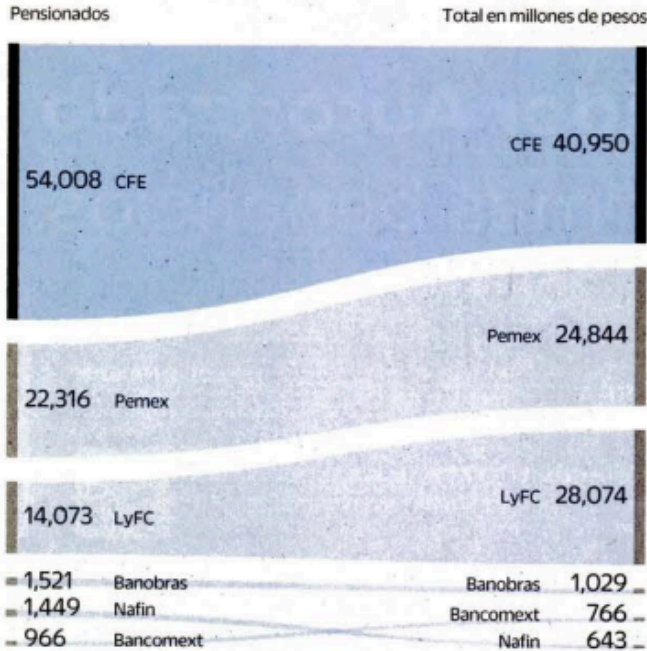 Pensionados Total en millones de pesos
CFE 40,950
54,008 CFE
Pemex 24,844
22,316 Pemex
LyFC 28,074
14,073 LyFC
1,521 Banobras Banobras 1,029
1,449 Nafin Bancomext 766
966 Bancomext Nafin 643